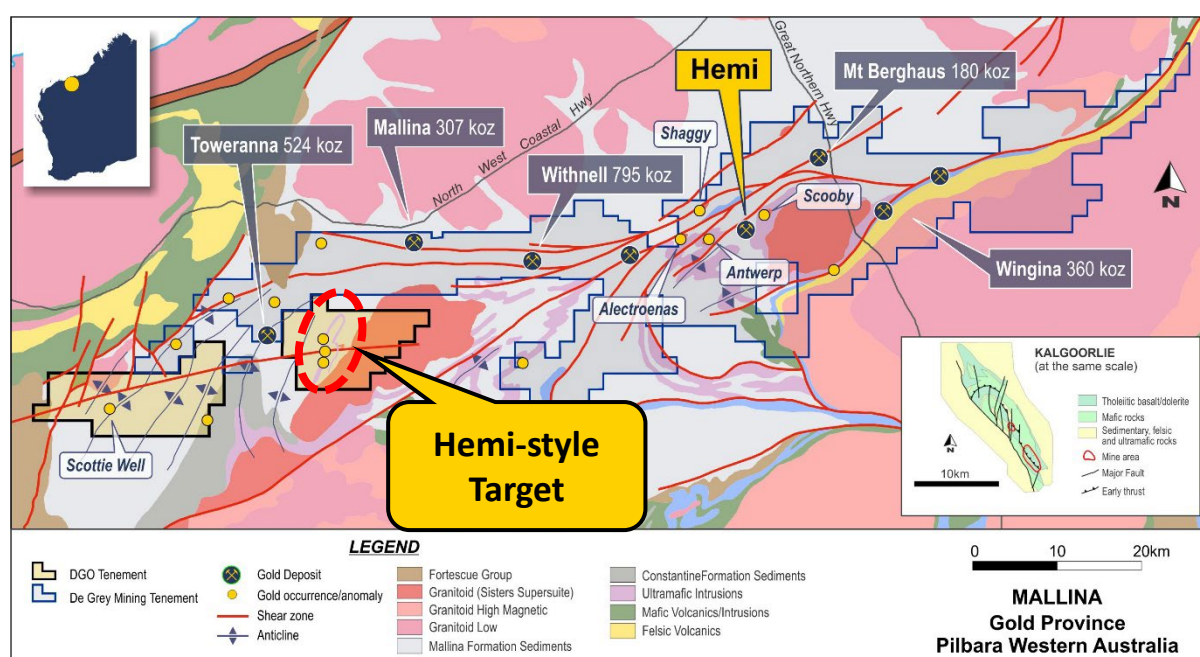 Hemi
Mt Berghaus 180 koz
Great Northern Hwy
Shaggy
Mallina 307 koz
North West Coastal Hwy
Toweranna 524 koz
Withnell 795 koz
Scooby
N
Antwerp
Wingina 360 koz
Alectroenas
Hemi-style
Target
Scottie Well
KALGOORLIE
(at the same scale)
Tholeiitic basalt/dolerite
Mafic rocks
Sedimentary, felsic
and ultramafic rocks
Mine area
Major Fault
Early thrust
N
10km
LEGEND
DGO Tenement
De Grey Mining Tenement
Gold Deposit
Gold occurrence/anomaly
Shear zone
Anticline
Fortescue Group
Granitoid (Sisters Supersuite)
Granitoid High Magnetic
Granitoid Low
Mallina Formation Sediments
ConstantineFormation Sediments
Ultramafic Intrusions
Mafic Volcanics/Intrusions
Felsic Volcanics
0 10 20km
MALLINA
Gold Province
Pilbara Western Australia